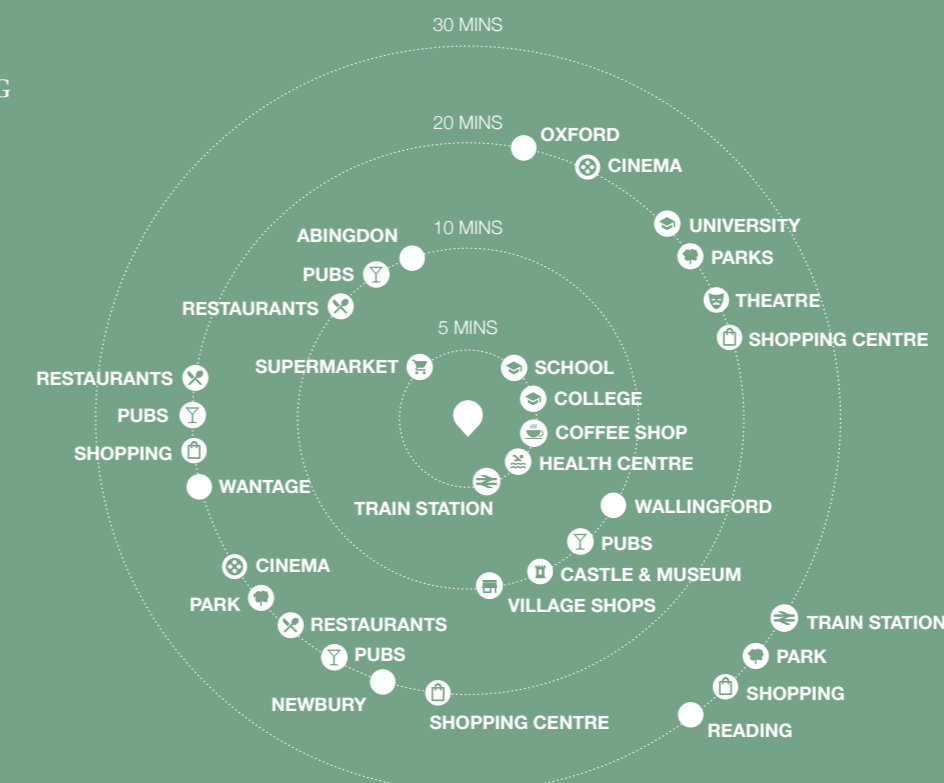 30 MINS
G
20 MINS
OXFORD
CINEMA
UNIVERSITY
ABINGDON
10 MINS
PARKS
PUBS
THEATRE
RESTAURANTS
5 MINS
SHOPPING CENTRE
SUPERMARKET
SCHOOL
RESTAURANTS
COLLEGE
PUBS
COFFEE SHOP
SHOPPING
HEALTH CENTRE
WANTAGE
TRAIN STATION
WALLINGFORD
PUBS
CINEMA
CASTLE & MUSEUM
PARK
VILLAGE SHOPS
RESTAURANTS
TRAIN STATION
PUBS
PARK
NEWBURY
SHOPPING
SHOPPING CENTRE
READING